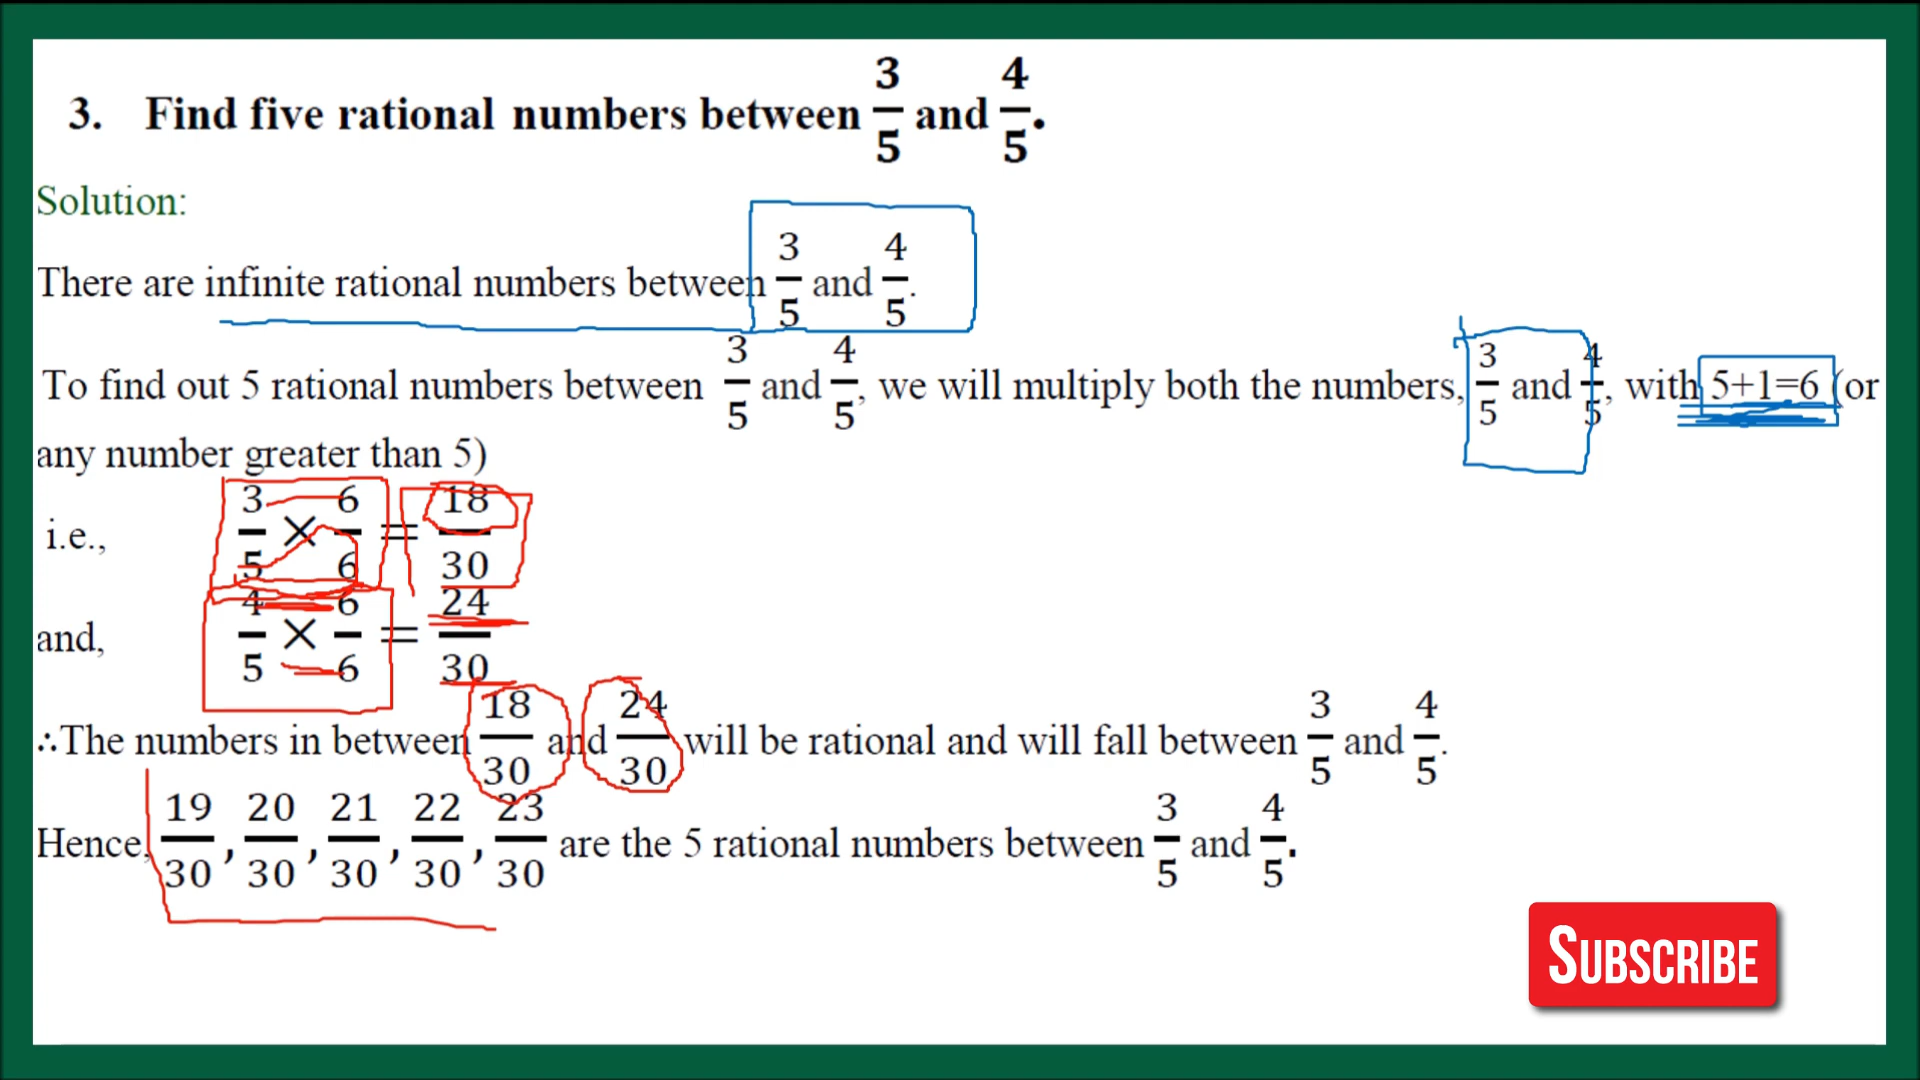 3. Find five rational numbers between 3/5 and 4/5.
Solution:
There are infinite rational numbers between 3/5 and 4/5.
To find out 5 rational numbers between 3/5 and 4/5, we will multiply both the numbers, 3/5 and 4/5, with 5+1=6 (or
any number greater than 5)
i.e., 3/5 × 6/6 = 18/30
and, 4/5 × 6/6 = 24/30
∴The numbers in between 18/30 and 24/30 will be rational and will fall between 3/5 and 4/5.
Hence, 19/30, 20/30, 21/30, 22/30, 23/30 are the 5 rational numbers between 3/5 and 4/5.
SUBSCRIBE